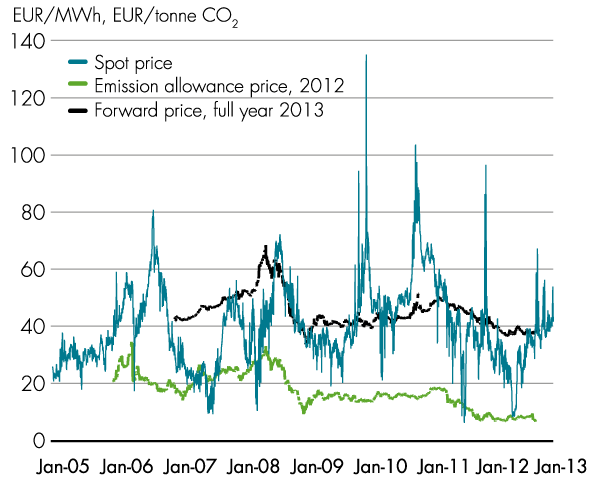 EUR/MWh, EUR/tonne CO2
140
Spot price
Emission allowance price, 2012
Forward price, full year 2013
120
100
80
60
40
20
0
Jan-05 Jan-06 Jan-07 Jan-08 Jan-09 Jan-10 Jan-11 Jan-12 Jan-13